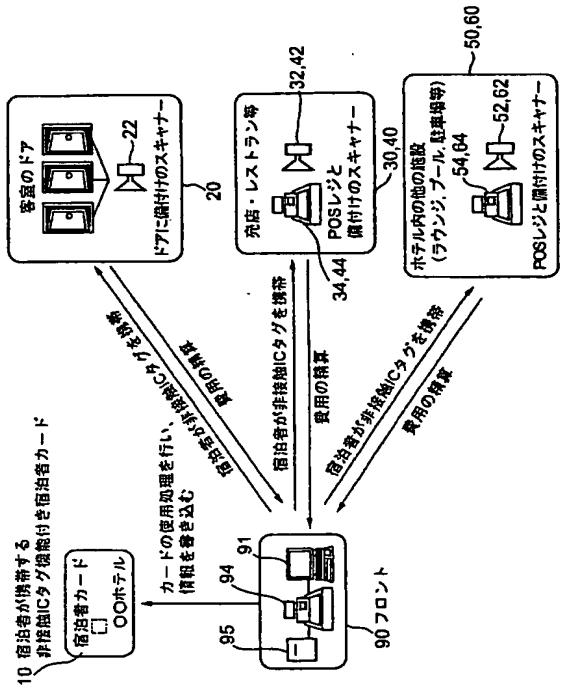 10 宿泊者が携帯する
非接触ICタグ機能付き宿泊者カード
宿泊者カード
〇〇ホテル
カードの使用処理を行い、
情報を書き込む
95
94
91
90 フロント
宿泊者が非接触ICタグを携帯
費用の精算
宿泊者が非接触ICタグを携帯
費用の精算
宿泊者が非接触ICタグを携帯
費用の精算
客室のドア
22
ドアに備付けのスキャナー
20
売店・レストラン等
32,42
34,44
POSレジと
備付けのスキャナー
30,40
50,60
ホテル内の他の施設
(ラウンジ、プール、駐車場等)
54,64
52,62
POSレジと備付けのスキャナー